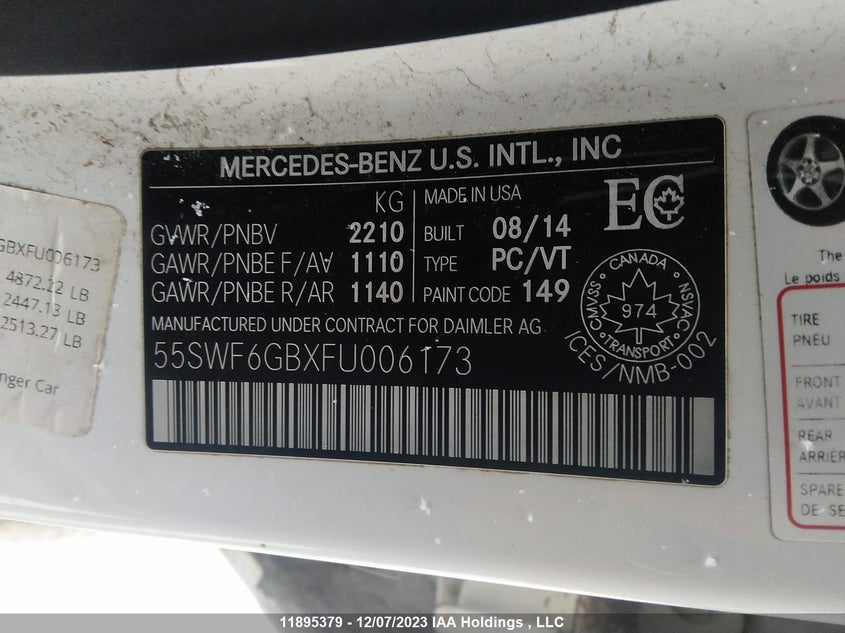 MERCEDES-BENZ U.S. INTL., INC
KG
GVWR/PNBV 2210
GAWR/PNBE F/AV 1110
GAWR/PNBE R/AR 1140
MADE IN USA
BUILT 08/14
TYPE PC/VT
PAINT CODE 149
EC
CANADA
CMVSS 974 NSVAC
TRANSPORT
ICES/NMB-002
MANUFACTURED UNDER CONTRACT FOR DAIMLER AG
55SWF6GBXFU006173
GBXFU006173
4872.22 LB
2447.13 LB
2513.27 LB
nger Car
The
Le poids
TIRE
PNEU
FRONT
AVANT
REAR
ARRIÈR
SPARE
DE SE
11895379 - 12/07/2023 IAA Holdings , LLC